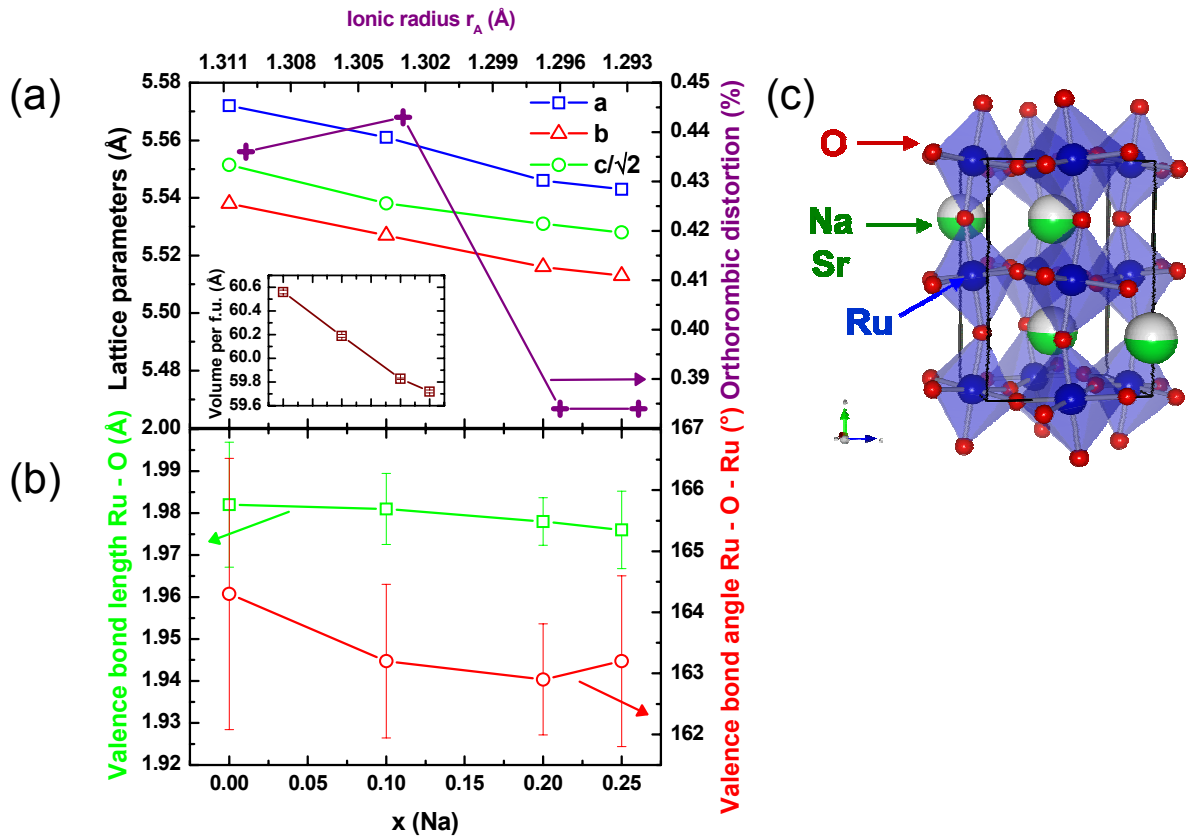 Ionic radius r_A (Å)
1.311 1.308 1.305 1.302 1.299 1.296 1.293
(a)
Lattice parameters (Å)
5.58
5.56
5.54
5.52
5.50
5.48
2.00
a
b
c/√2
0.45
0.44
0.43
0.42
0.41
0.40
0.39
167
Orthorombic distortion (%)
Volume per f.u. (Å)
60.6
60.4
60.2
60.0
59.8
59.6
(b)
Valence bond length Ru - O (Å)
1.99
1.98
1.97
1.96
1.95
1.94
1.93
1.92
166
165
164
163
162
Valence bond angle Ru - O - Ru (°)
0.00 0.05 0.10 0.15 0.20 0.25
x (Na)
(c)
O
Na
Sr
Ru